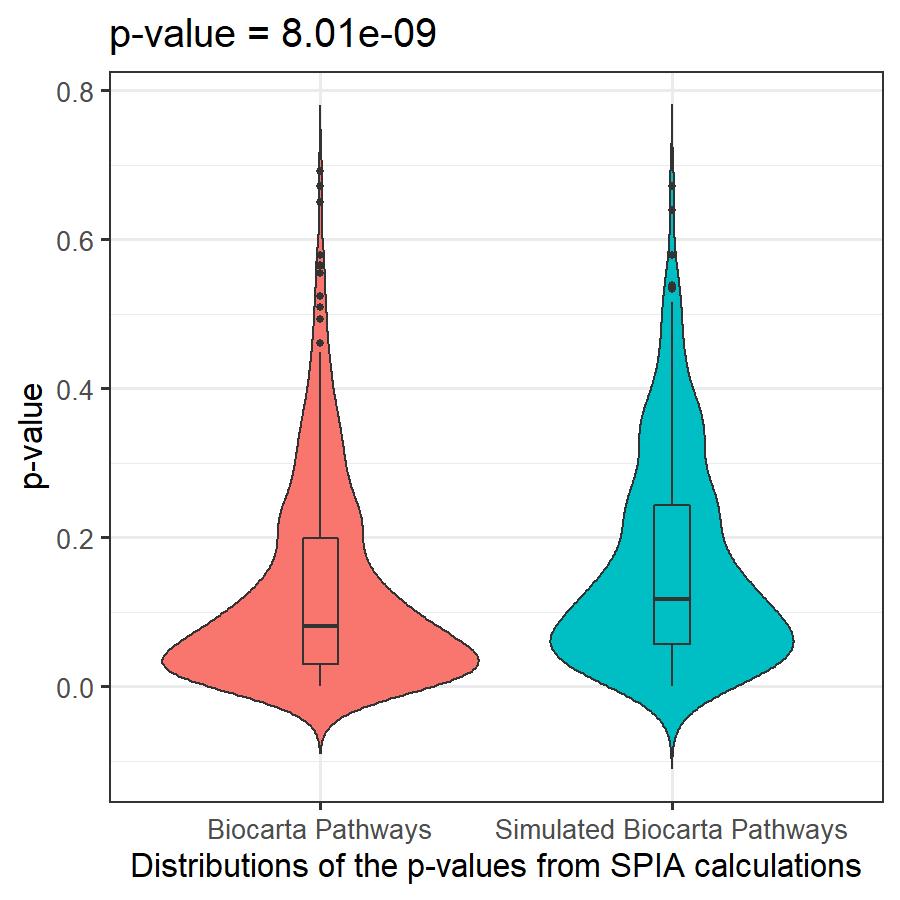 p-value = 8.01e-09
0.8
0.6
0.4
0.2
0.0
p-value
Biocarta Pathways
Simulated Biocarta Pathways
Distributions of the p-values from SPIA calculations